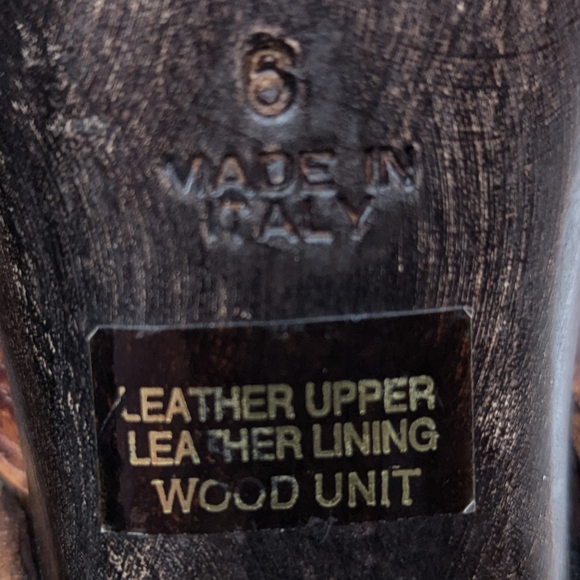 6
MADE IN
ITALY
LEATHER UPPER
LEATHER LINING
WOOD UNIT